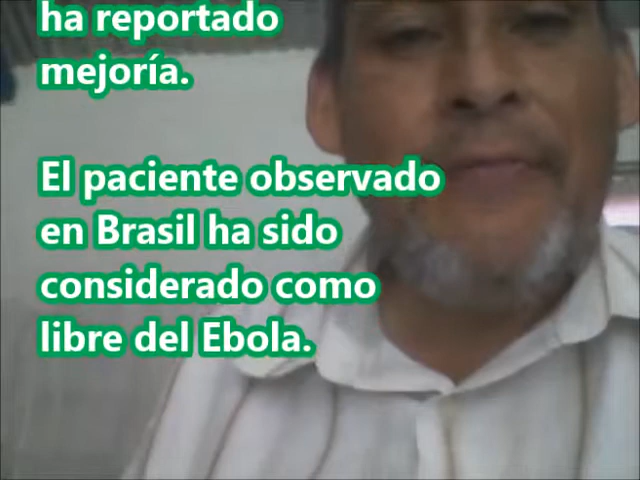 ha reportado
mejoría.
El paciente observado
en Brasil ha sido
considerado como
libre del Ebola.